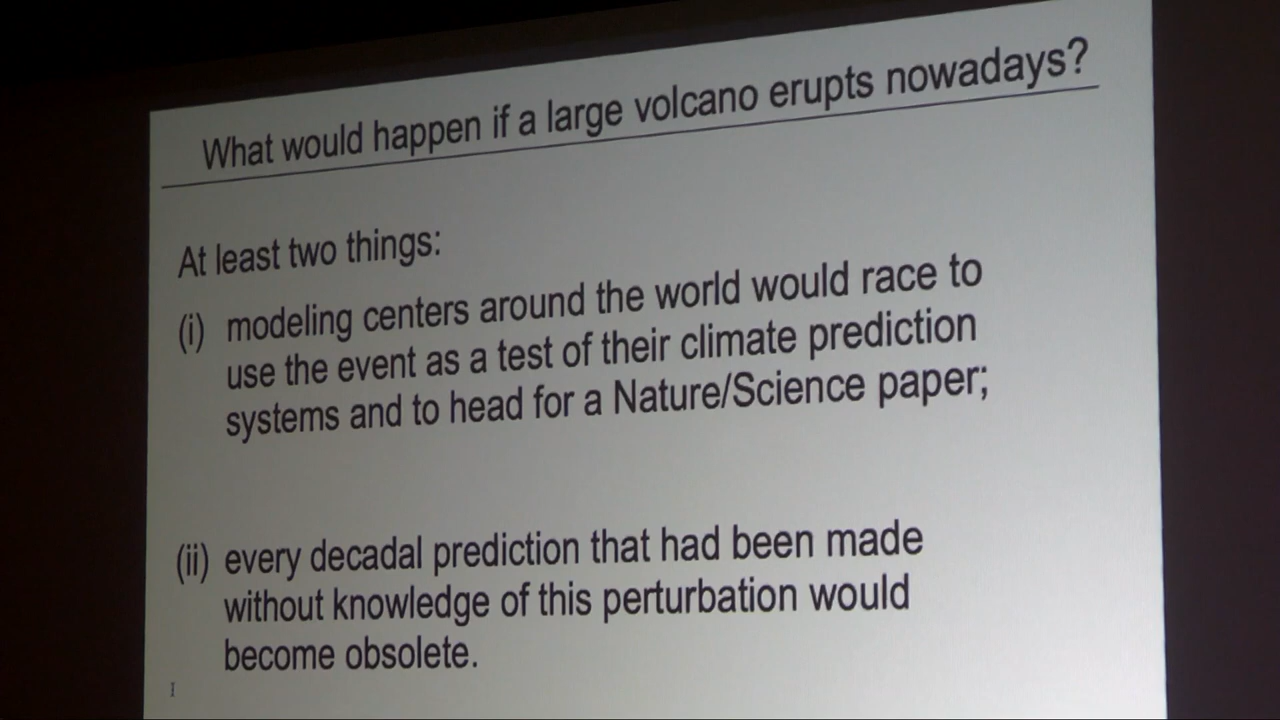 What would happen if a large volcano erupts nowadays?
At least two things:
(i) modeling centers around the world would race to
use the event as a test of their climate prediction
systems and to head for a Nature/Science paper;
(ii) every decadal prediction that had been made
without knowledge of this perturbation would
become obsolete.
I